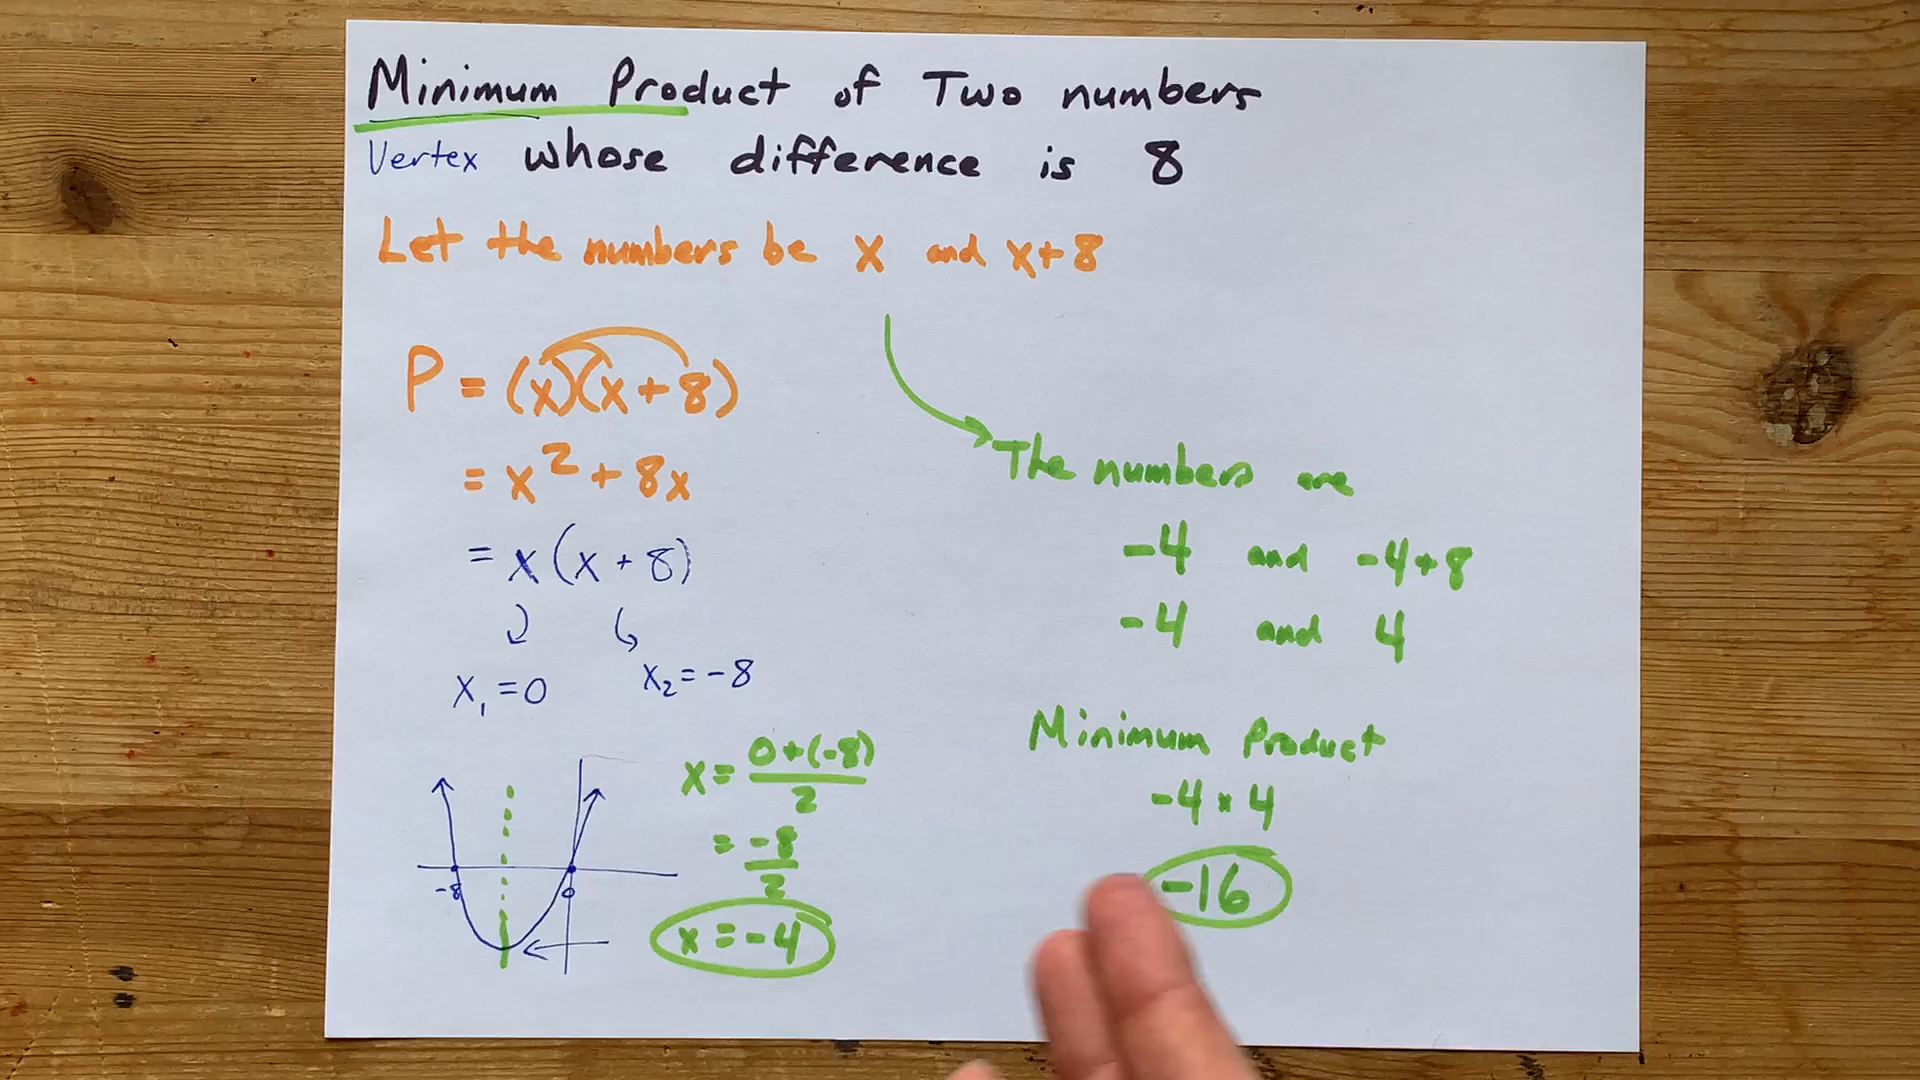 Minimum Product of Two numbers
Vertex whose difference is 8
Let the numbers be x and x+8
P = (x)(x + 8)
= x² + 8x
= x(x + 8)
x₁ = 0
x₂ = -8
-8
0
x = 0+(-8)/2
= -8/2
x = -4
The numbers are
-4 and -4+8
-4 and 4
Minimum Product
-4 × 4
-16